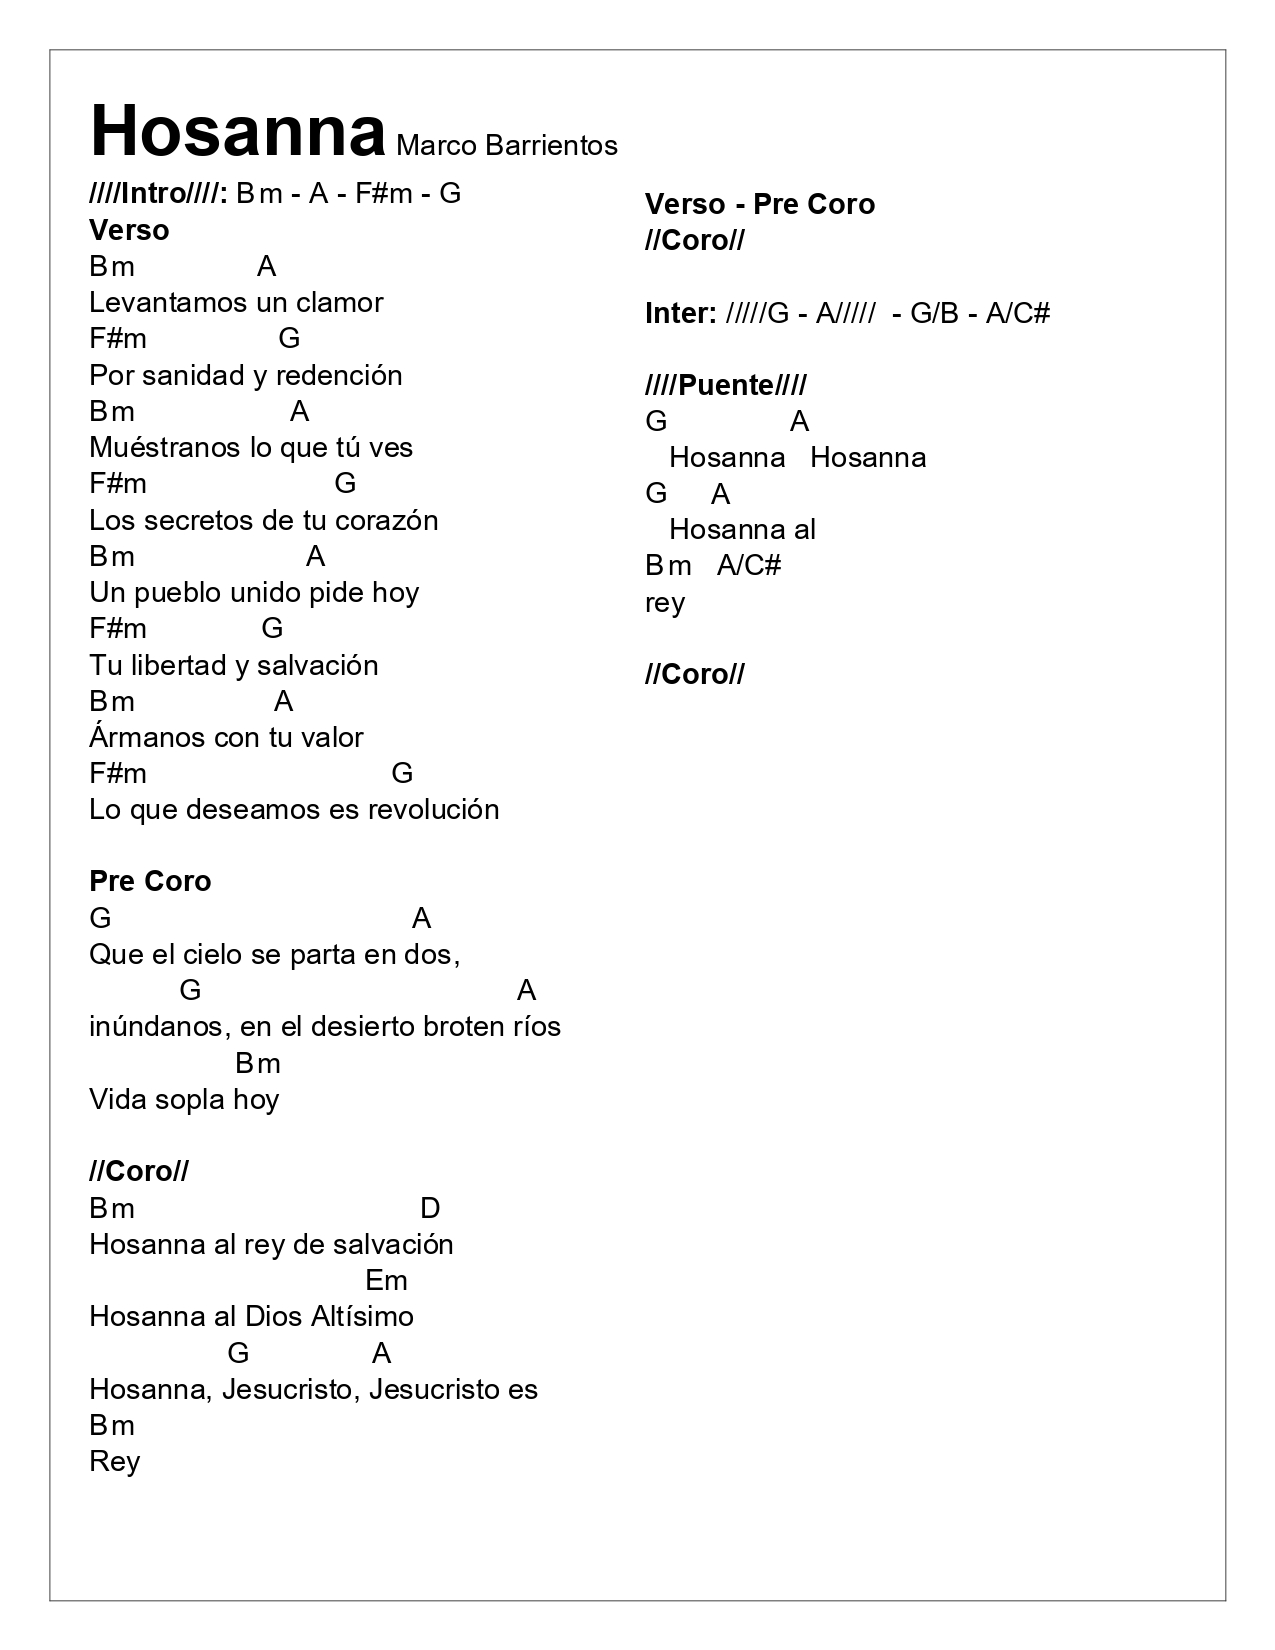 Hosanna Marco Barrientos
////Intro////: Bm - A - F#m - G
Verso
Bm A
Levantamos un clamor
F#m G
Por sanidad y redención
Bm A
Muéstranos lo que tú ves
F#m G
Los secretos de tu corazón
Bm A
Un pueblo unido pide hoy
F#m G
Tu libertad y salvación
Bm A
Ármanos con tu valor
F#m G
Lo que deseamos es revolución
Pre Coro
G A
Que el cielo se parta en dos,
G A
inúndanos, en el desierto broten ríos
Bm
Vida sopla hoy
//Coro//
Bm D
Hosanna al rey de salvación
Em
Hosanna al Dios Altísimo
G A
Hosanna, Jesucristo, Jesucristo es
Bm
Rey
Verso - Pre Coro
//Coro//
Inter: /////G - A///// - G/B - A/C#
////Puente////
G A
Hosanna Hosanna
G A
Hosanna al
Bm A/C#
rey
//Coro//